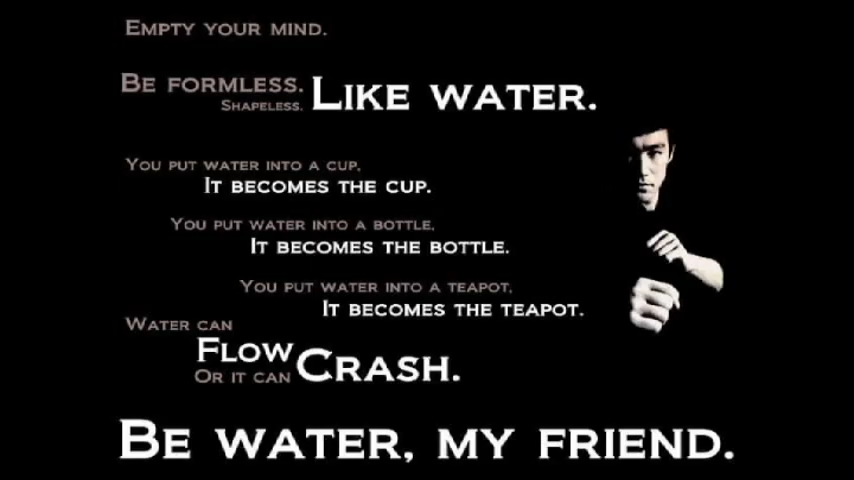 Empty your mind.
Be formless.
Shapeless.
Like water.
You put water into a cup,
It becomes the cup.
You put water into a bottle,
It becomes the bottle.
You put water into a teapot,
It becomes the teapot.
Water can
Flow
Or it can
Crash.
Be water, my friend.